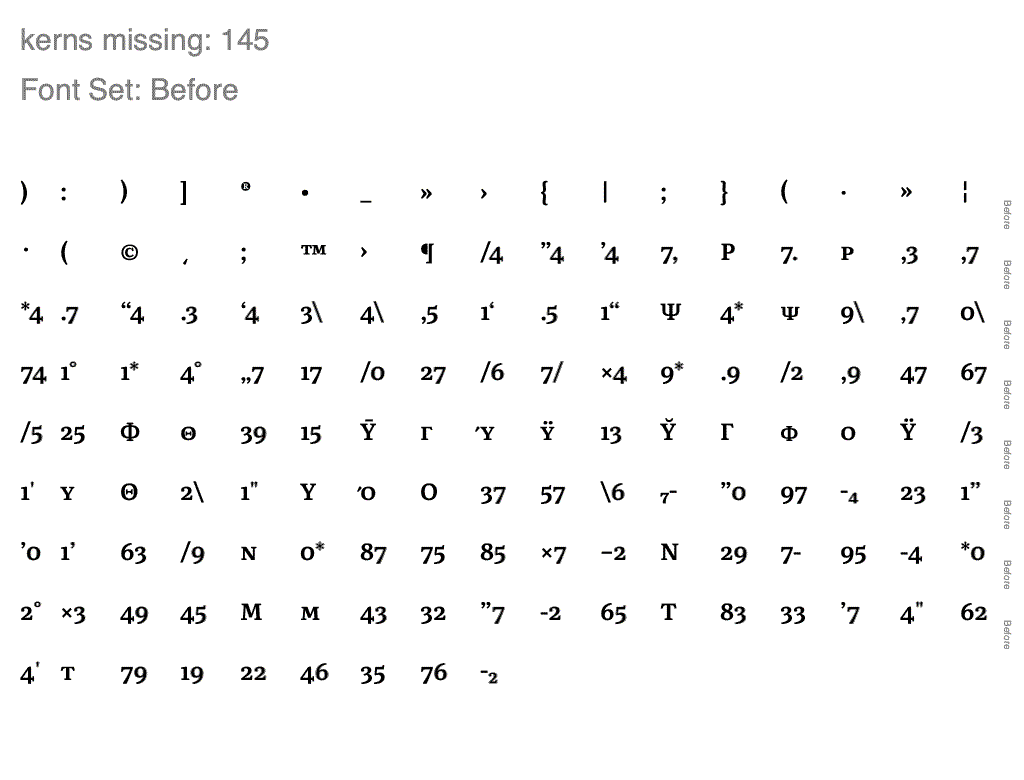 kerns missing: 145
Font Set: Before
) : ) ] ® • _ » › { | ; } ( · » ¦
· ( © ͵ ; ™ › ¶ /4 ”4 ’4 7, Ρ 7. ρ ,3 ,7
*4 .7 “4 .3 ‘4 3\ 4\ ,5 1‘ .5 1“ Ψ 4* ψ 9\ ,7 0\
74 1° 1* 4° „7 17 /0 27 /6 7/ ×4 9* .9 /2 ,9 47 67
/5 25 Φ Θ 39 15 Ȳ Γ Ύ Ϋ 13 Y̆ Γ Φ Ο Ϋ /3
1' Υ Θ 2\ 1" Υ Ό Ο 37 57 \6 ₇- ”0 97 -₄ 23 1”
’0 1’ 63 /9 Ν 0* 87 75 85 ×7 −2 Ν 29 7- 95 -4 *0
2° ×3 49 45 Μ Μ 43 32 ”7 -2 65 Τ 83 33 ’7 4" 62
4' Τ 79 19 22 46 35 76 -₂
Before
Before
Before
Before
Before
Before
Before
Before